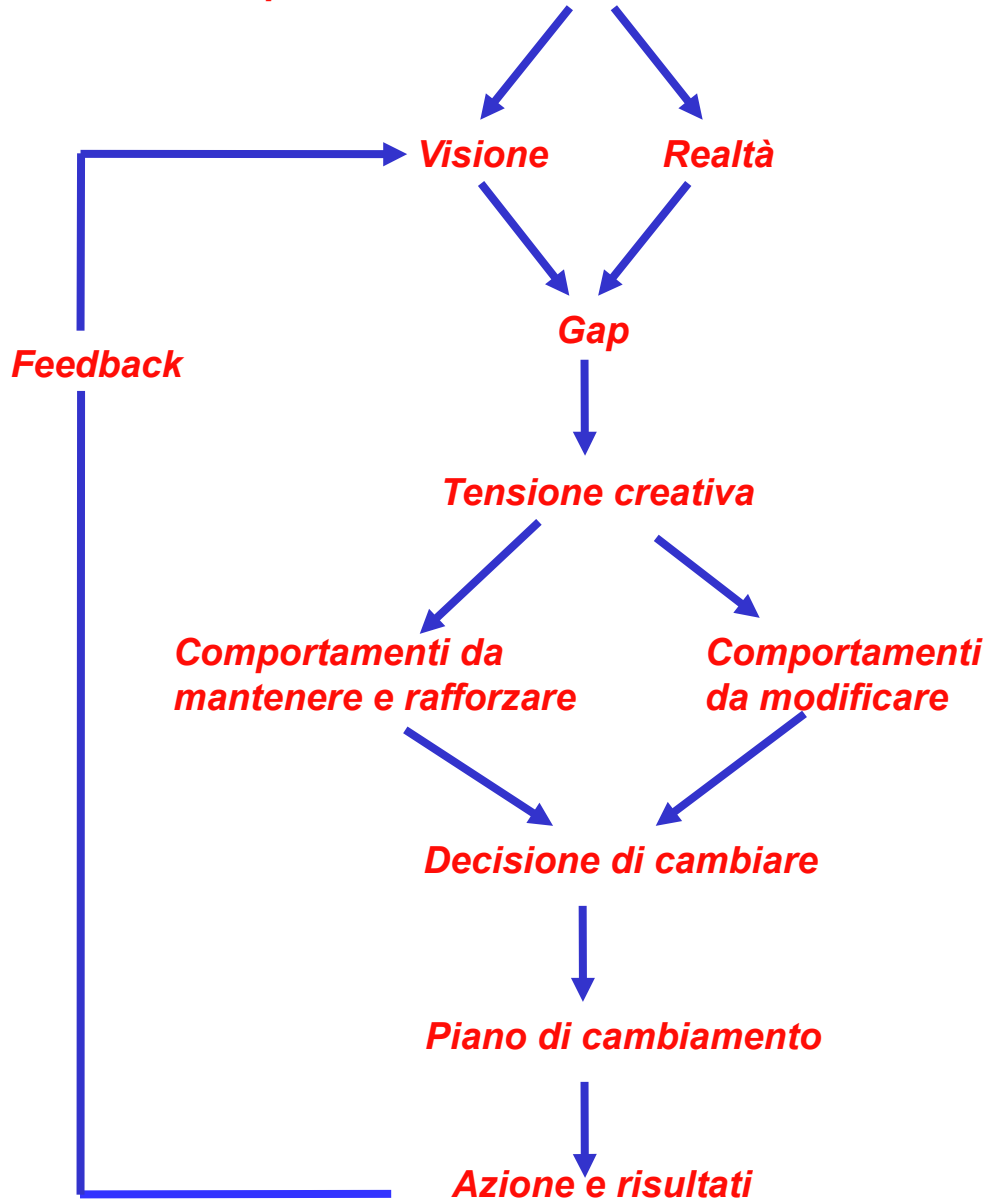 Visione
Realtà
Gap
Feedback
Tensione creativa
Comportamenti da
mantenere e rafforzare
Comportamenti
da modificare
Decisione di cambiare
Piano di cambiamento
Azione e risultati